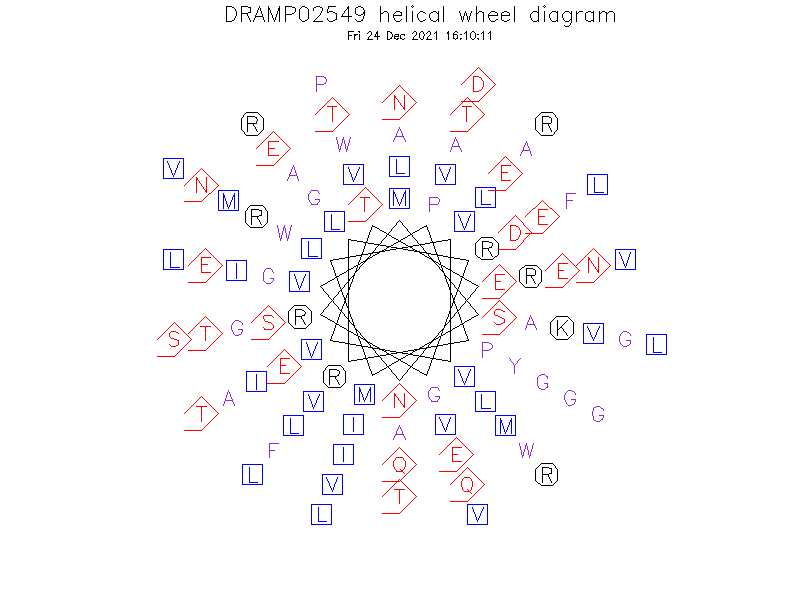 DRAMP02549 helical wheel diagram
Fri 24 Dec 2021 16:10:11
P D
T N T
R R
E W A A A
V A V L V E
N M G M L F L
T P
R L V E
W D
L R
L E I G V E R E N V
S T G S R S A K V G L
V P
E Y
I R V G
A V M N G L G
T G
L I A V M
F I E W
L Q R
V T Q
L V